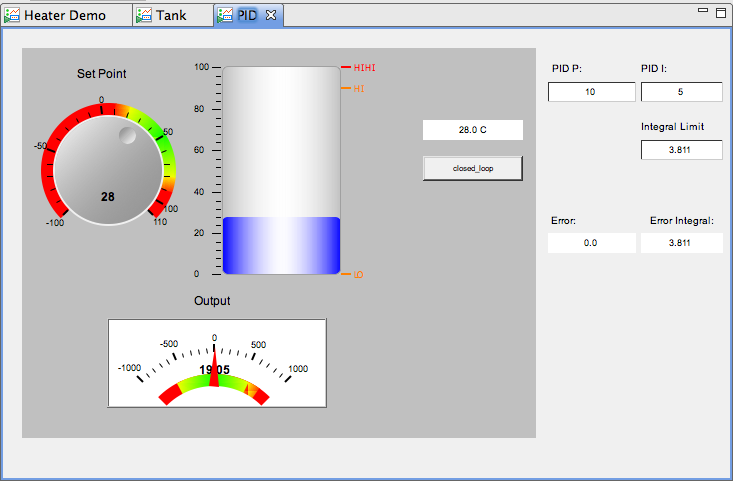 Heater Demo Tank PID
Set Point
0
-50
50
28
100
-100
110
100
80
60
40
20
0
HIHI
HI
LO
28.0 C
closed_loop
PID P: PID I:
10 5
Integral Limit
3.811
Error: Error Integral:
0.0 3.811
Output
0
-500 500
-1000 1000
19.05